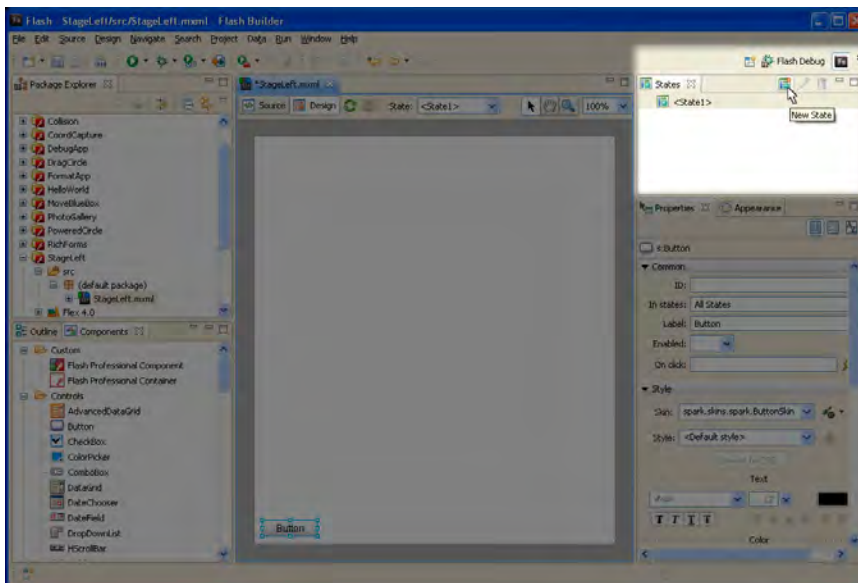 Flash - StageLeft/src/StageLeft.mxml - Flash Builder
File Edit Source Design Navigate Search Project Data Run Window Help
Flash Debug
Package Explorer
*StageLeft.mxml
States
Source Design State: <State1> 100%
<State1>
New State
Collision
CoordCapture
DebugApp
DragCircle
FormatApp
HelloWorld
MoveBlueBox
PhotoGallery
PoweredCircle
RichForms
StageLeft
src
(default package)
StageLeft.mxml
Flex 4.0
Outline Components
Custom
Flash Professional Component
Flash Professional Container
Controls
AdvancedDataGrid
Button
CheckBox
ColorPicker
ComboBox
DataGrid
DateChooser
DateField
DropDownList
HScrollBar
Button
Properties Appearance
s:Button
Common
ID:
In states: All States
Label: Button
Enabled:
On click:
Style
Skin: spark.skins.spark.ButtonSkin
Style: <Default style>
Text
12
T T T T
Color